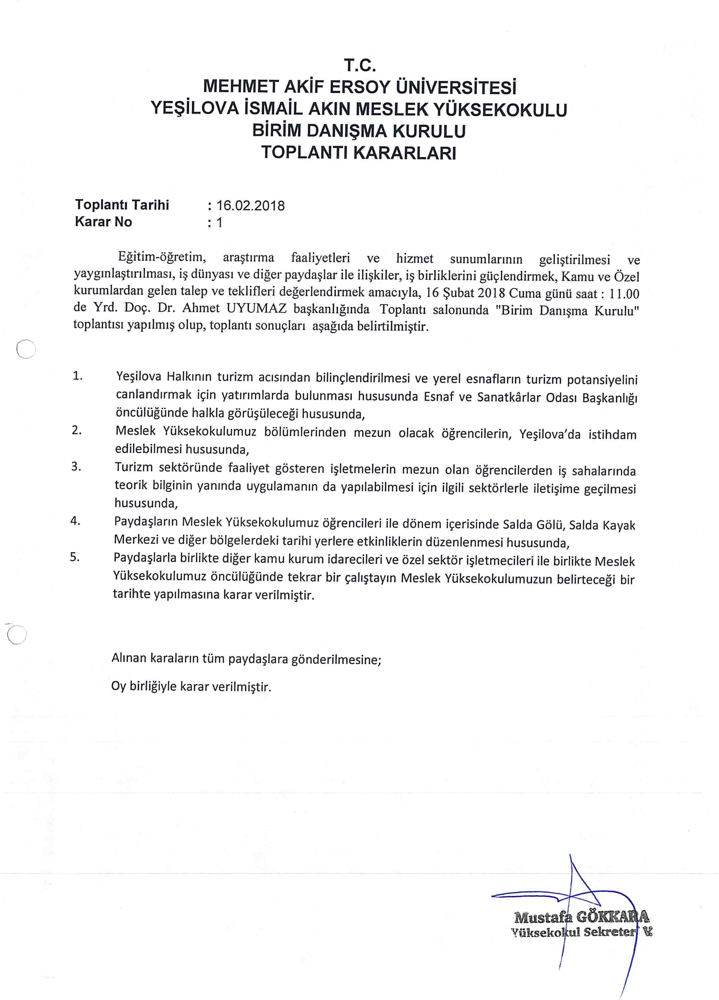 T.C.
MEHMET AKİF ERSOY ÜNİVERSİTESİ
YEŞİLOVA İSMAİL AKIN MESLEK YÜKSEKOKULU
BİRİM DANIŞMA KURULU
TOPLANTI KARARLARI
Toplantı Tarihi : 16.02.2018
Karar No : 1
Eğitim-öğretim, araştırma faaliyetleri ve hizmet sunumlarının geliştirilmesi ve
yaygınlaştırılması, iş dünyası ve diğer paydaşlar ile ilişkiler, iş birliklerini güçlendirmek, Kamu ve Özel
kurumlardan gelen talep ve teklifleri değerlendirmek amacıyla, 16 Şubat 2018 Cuma günü saat : 11.00
de Yrd. Doç. Dr. Ahmet UYUMAZ başkanlığında Toplantı salonunda "Birim Danışma Kurulu"
toplantısı yapılmış olup, toplantı sonuçları aşağıda belirtilmiştir.
1. Yeşilova Halkının turizm acısından bilinçlendirilmesi ve yerel esnafların turizm potansiyelini
canlandırmak için yatırımlarda bulunması hususunda Esnaf ve Sanatkârlar Odası Başkanlığı
öncülüğünde halkla görüşüleceği hususunda,
2. Meslek Yüksekokulumuz bölümlerinden mezun olacak öğrencilerin, Yeşilova’da istihdam
edilebilmesi hususunda,
3. Turizm sektöründe faaliyet gösteren işletmelerin mezun olan öğrencilerden iş sahalarında
teorik bilginin yanında uygulamanın da yapılabilmesi için ilgili sektörlerle iletişime geçilmesi
hususunda,
4. Paydaşların Meslek Yüksekokulumuz öğrencileri ile dönem içerisinde Salda Gölü, Salda Kayak
Merkezi ve diğer bölgelerdeki tarihi yerlere etkinliklerin düzenlenmesi hususunda,
5. Paydaşlarla birlikte diğer kamu kurum idarecileri ve özel sektör işletmecileri ile birlikte Meslek
Yüksekokulumuz öncülüğünde tekrar bir çalıştayın Meslek Yüksekokulumuzun belirteceği bir
tarihte yapılmasına karar verilmiştir.
Alınan karaların tüm paydaşlara gönderilmesine;
Oy birliğiyle karar verilmiştir.
Mustafa GÖKKARA
Yüksekokul Sekreteri V.